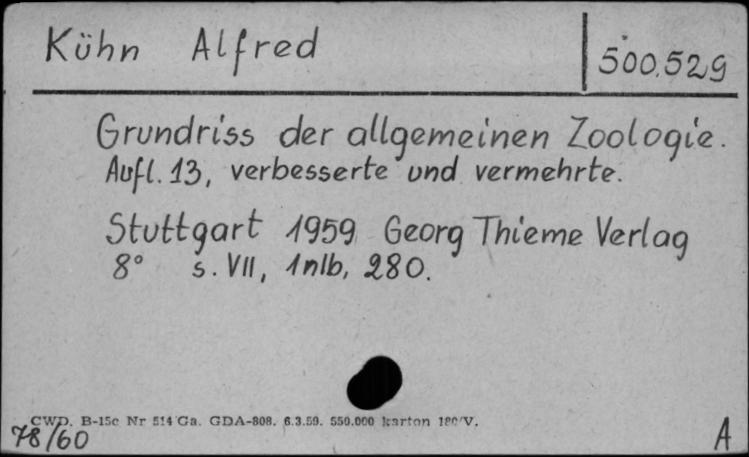 Kühn Alfred
500.529
Grundriss der allgemeinen Zoologie.
Aufl. 13, verbesserte und vermehrte.
Stuttgart 1959 Georg Thieme Verlag
8° s. VII, 1nlb, 280.
CWD. B-15c Nr 514 Ga. GDA-808. 6.3.59. 550.000 karton 180/V.
78/60
A